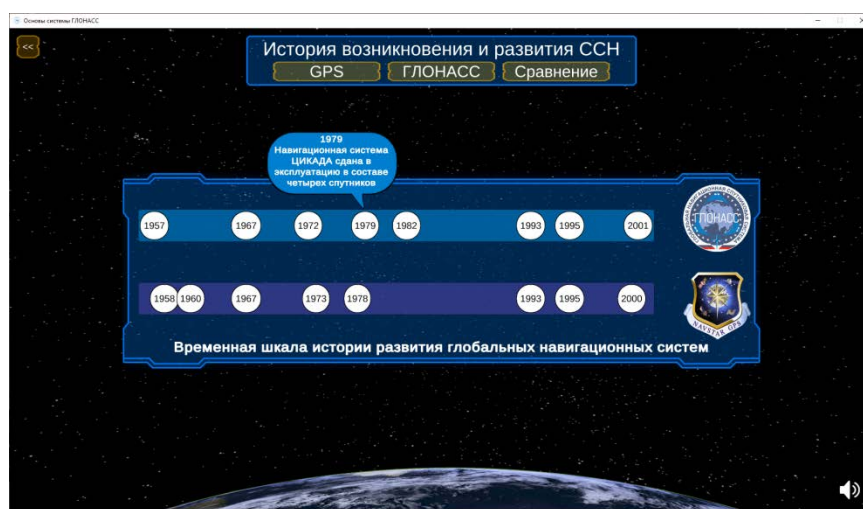 Основы системы ГЛОНАСС
<<
История возникновения и развития ССН
GPS ГЛОНАСС Сравнение
1979
Навигационная система
ЦИКАДА сдана в
эксплуатацию в составе
четырех спутников
1957 1967 1972 1979 1982 1993 1995 2001
ГЛОНАСС
1958 1960 1967 1973 1978 1993 1995 2000
NAVSTAR GPS
Временная шкала истории развития глобальных навигационных систем